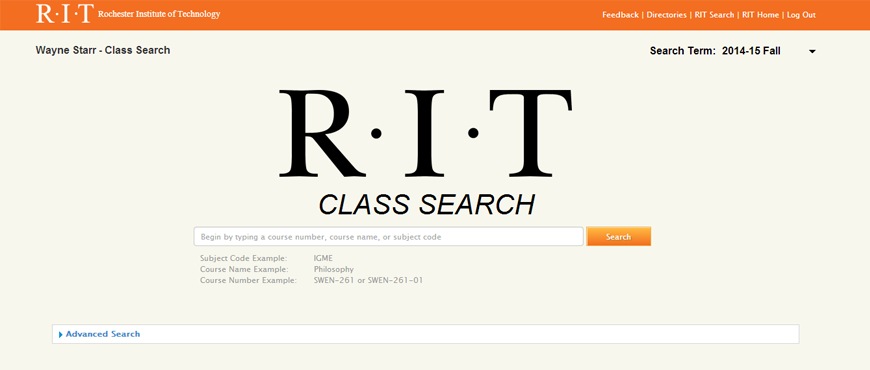 R·I·T Rochester Institute of Technology
Feedback | Directories | RIT Search | RIT Home | Log Out
Wayne Starr - Class Search
Search Term: 2014-15 Fall
R·I·T
CLASS SEARCH
Begin by typing a course number, course name, or subject code
Search
Subject Code Example: IGME
Course Name Example: Philosophy
Course Number Example: SWEN-261 or SWEN-261-01
Advanced Search